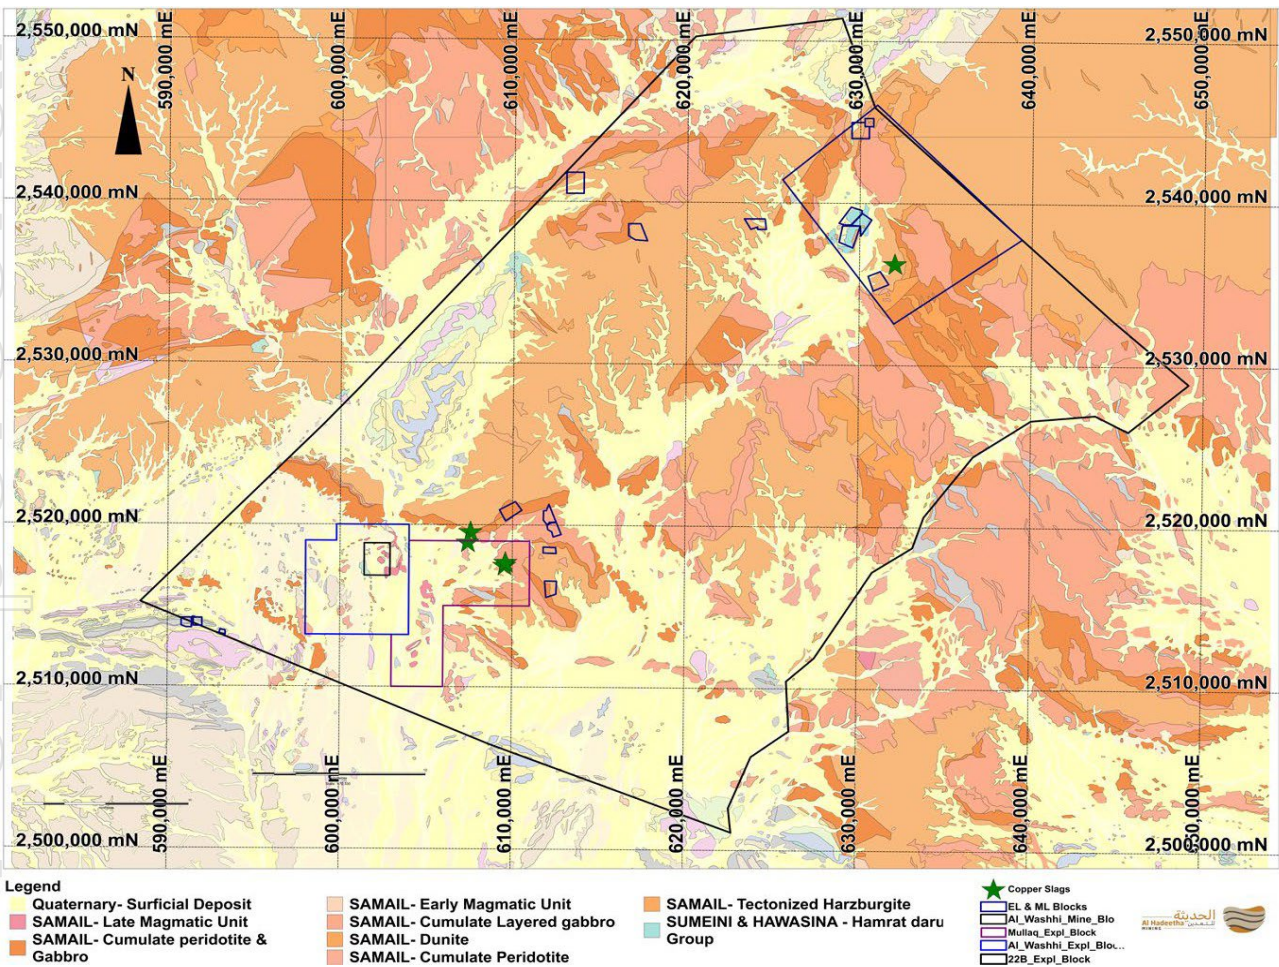 590,000 mE
600,000 mE
610,000 mE
620,000 mE
630,000 mE
640,000 mE
650,000 mE
2,550,000 mN
2,550,000 mN
N
2,540,000 mN
2,540,000 mN
2,530,000 mN
2,530,000 mN
2,520,000 mN
2,520,000 mN
2,510,000 mN
2,510,000 mN
2,500,000 mN
2,500,000 mN
590,000 mE
600,000 mE
610,000 mE
620,000 mE
630,000 mE
640,000 mE
650,000 mE
Legend
Quaternary- Surficial Deposit
SAMAIL- Late Magmatic Unit
SAMAIL- Cumulate peridotite &
Gabbro
SAMAIL- Early Magmatic Unit
SAMAIL- Cumulate Layered gabbro
SAMAIL- Dunite
SAMAIL- Cumulate Peridotite
SAMAIL- Tectonized Harzburgite
SUMEINI & HAWASINA - Hamrat daru
Group
Copper Slags
EL & ML Blocks
Al_Washhi_Mine_Blo
Mullaq_Expl_Block
Al_Washhi_Expl_Bloc...
22B_Expl_Block
الحديثة
للتعدين
Al Hadeetha
MINING